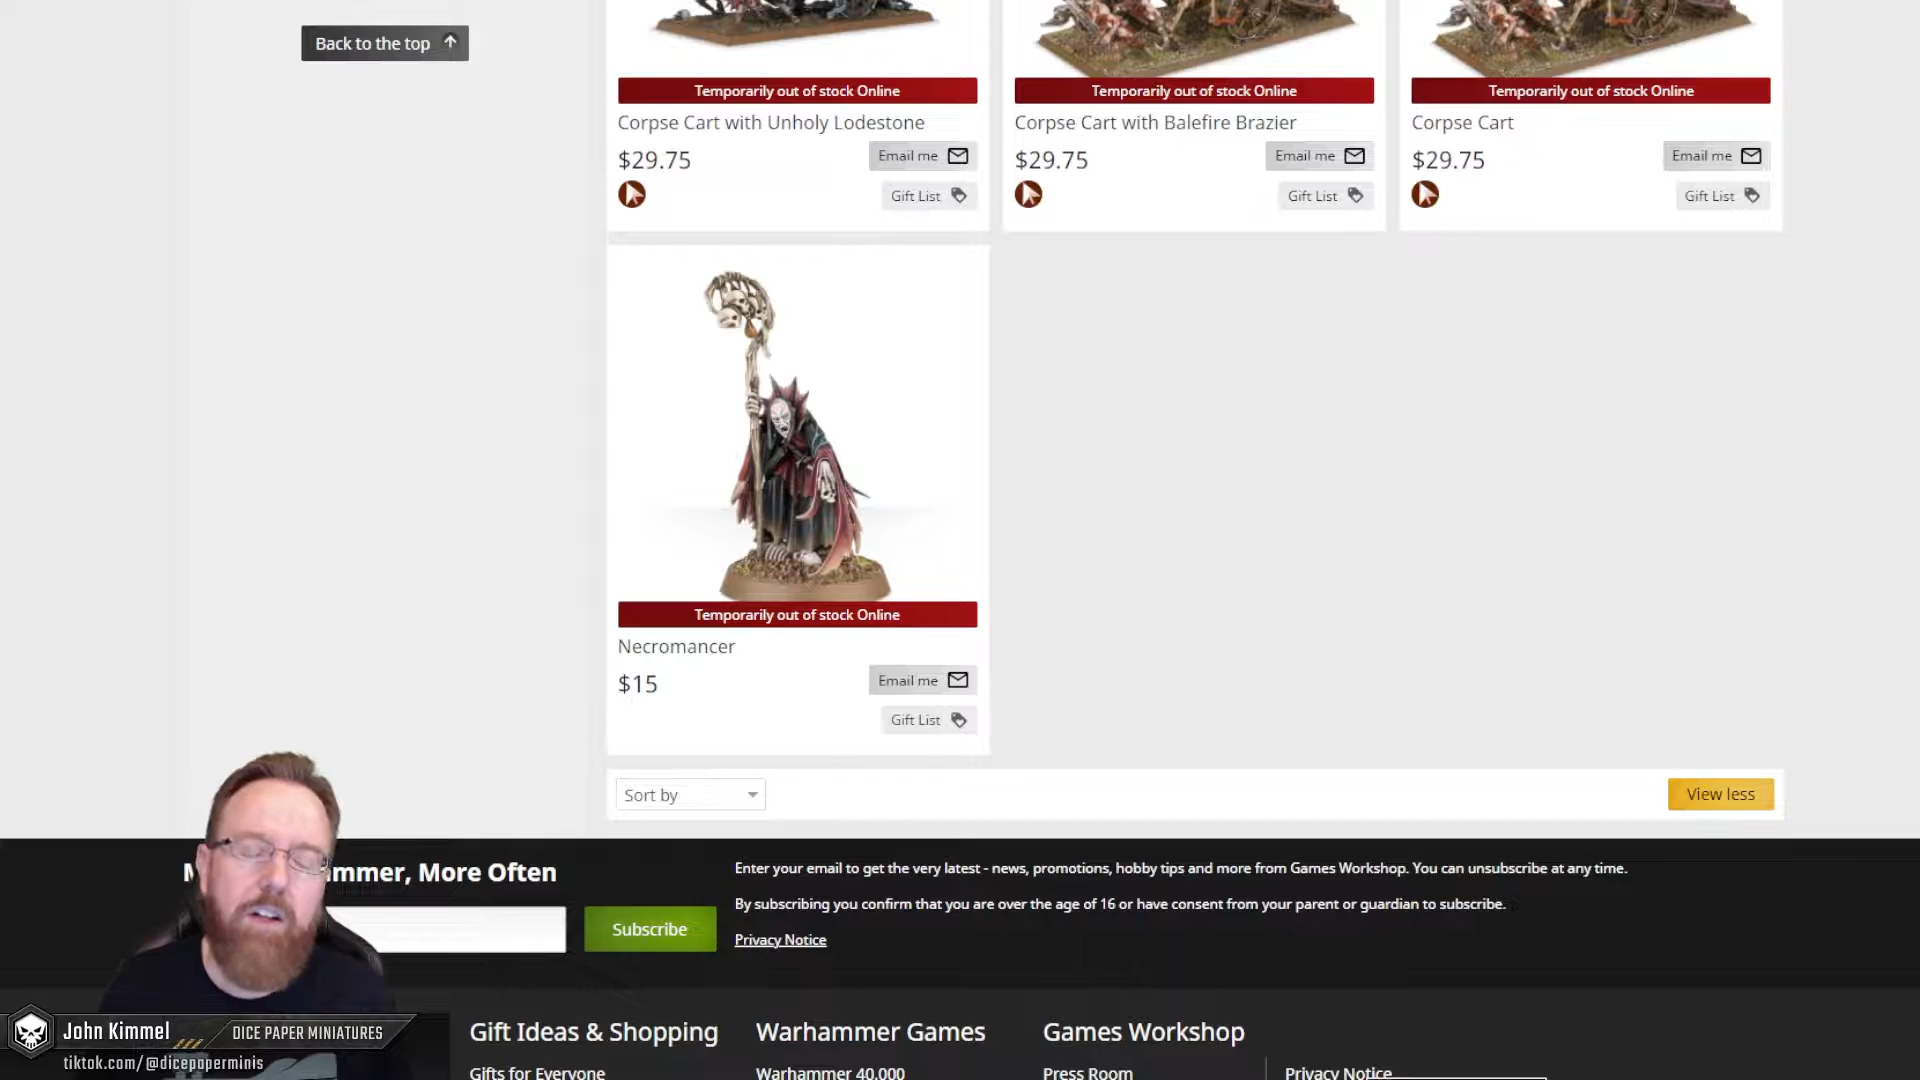 Back to the top
Temporarily out of stock Online
Temporarily out of stock Online
Temporarily out of stock Online
Corpse Cart with Unholy Lodestone
Corpse Cart with Balefire Brazier
Corpse Cart
$29.75
Email me
$29.75
Email me
$29.75
Email me
Gift List
Gift List
Gift List
Temporarily out of stock Online
Necromancer
$15
Email me
Gift List
Sort by
View less
More Often
Enter your email to get the very latest - news, promotions, hobby tips and more from Games Workshop. You can unsubscribe at any time.
By subscribing you confirm that you are over the age of 16 or have consent from your parent or guardian to subscribe.
Subscribe
Privacy Notice
John Kimmel
DICE PAPER MINIATURES
tiktok.com/@dicepaperminis
Gift Ideas & Shopping
Warhammer Games
Games Workshop
Gifts for Everyone
Warhammer 40,000
Press Room
Privacy Notice